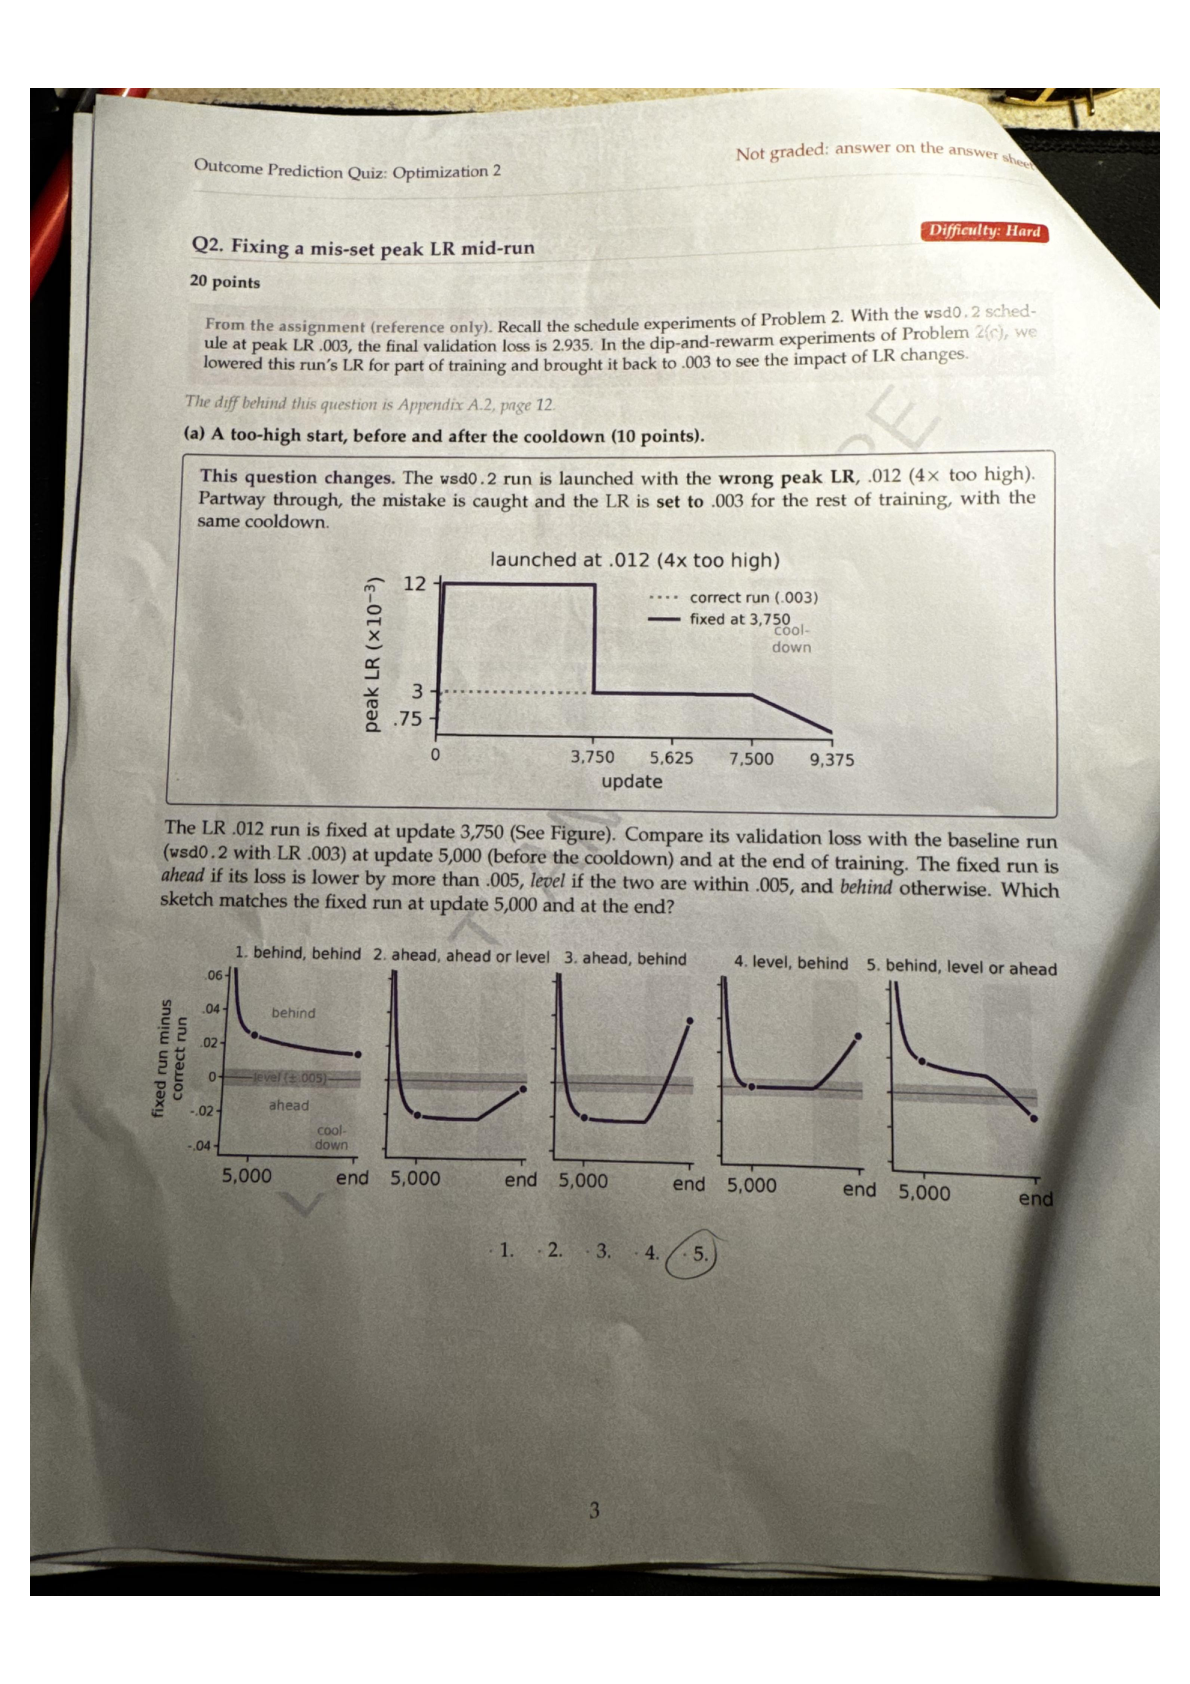 Outcome Prediction Quiz: Optimization 2
Not graded: answer on the answer sheet
Difficulty: Hard
Q2. Fixing a mis-set peak LR mid-run
20 points
From the assignment (reference only). Recall the schedule experiments of Problem 2. With the wsd0.2 sched-
ule at peak LR .003, the final validation loss is 2.935. In the dip-and-rewarm experiments of Problem 2(c), we
lowered this run's LR for part of training and brought it back to .003 to see the impact of LR changes.
The diff behind this question is Appendix A.2, page 12.
(a) A too-high start, before and after the cooldown (10 points).
This question changes. The wsd0.2 run is launched with the wrong peak LR, .012 (4× too high).
Partway through, the mistake is caught and the LR is set to .003 for the rest of training, with the
same cooldown.
launched at .012 (4x too high)
peak LR (×10⁻³)
12
3
.75
correct run (.003)
fixed at 3,750
cool-
down
0 3,750 5,625 7,500 9,375
update
The LR .012 run is fixed at update 3,750 (See Figure). Compare its validation loss with the baseline run
(wsd0.2 with LR .003) at update 5,000 (before the cooldown) and at the end of training. The fixed run is
ahead if its loss is lower by more than .005, level if the two are within .005, and behind otherwise. Which
sketch matches the fixed run at update 5,000 and at the end?
1. behind, behind 2. ahead, ahead or level 3. ahead, behind 4. level, behind 5. behind, level or ahead
fixed run minus
correct run
.06
.04
.02
0
-.02
-.04
behind
level (± .005)
ahead
cool-
down
5,000 end 5,000 end 5,000 end 5,000 end 5,000 end
· 1. · 2. · 3. · 4. · 5.
3